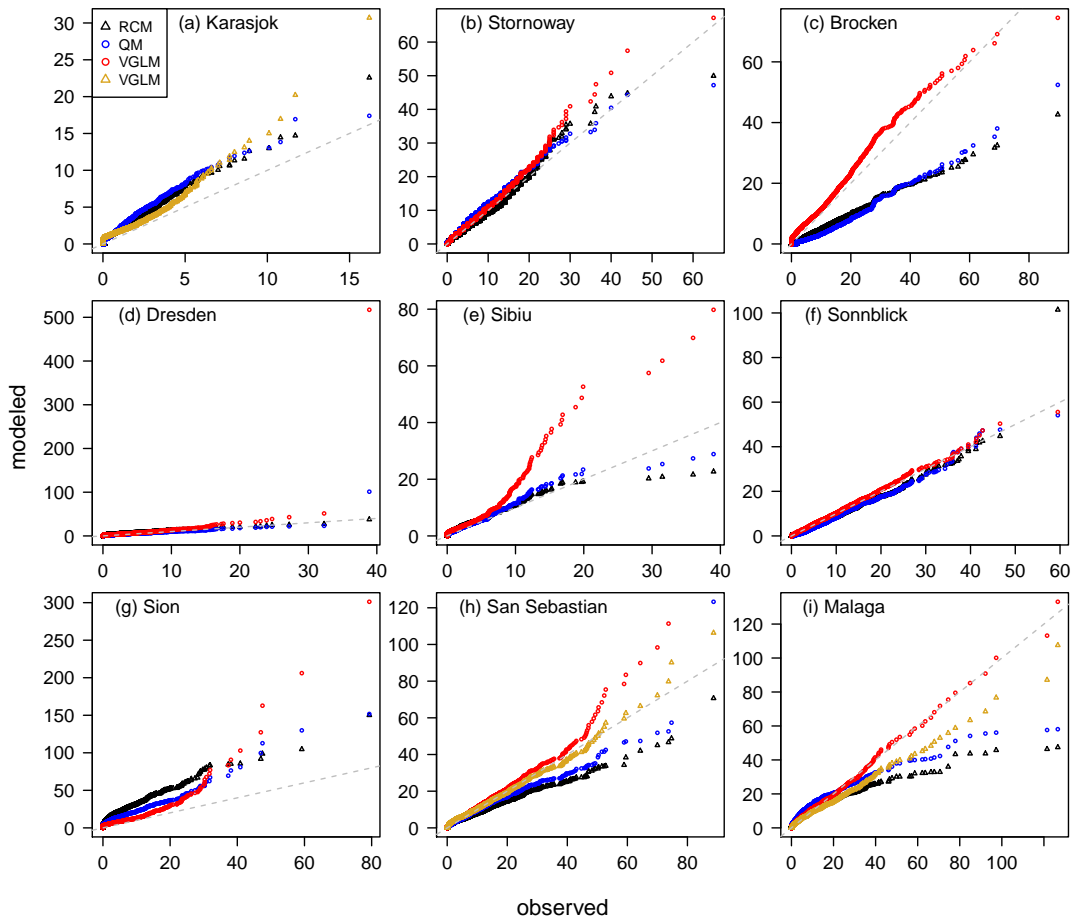 (a) Karasjok
RCM
QM
VGLM
VGLM
0 5 10 15 20 25 30
0 5 10 15
(b) Stornoway
0 10 20 30 40 50 60
0 10 20 30 40 50 60
(c) Brocken
0 20 40 60
0 20 40 60 80
(d) Dresden
0 100 200 300 400 500
0 10 20 30 40
(e) Sibiu
0 20 40 60 80
0 10 20 30 40
(f) Sonnblick
0 20 40 60 80 100
0 10 20 30 40 50 60
(g) Sion
0 50 100 150 200 250 300
0 20 40 60 80
(h) San Sebastian
0 20 40 60 80 100 120
0 20 40 60 80
(i) Malaga
0 20 40 60 80 100 120
0 20 40 60 80 100
modeled
observed